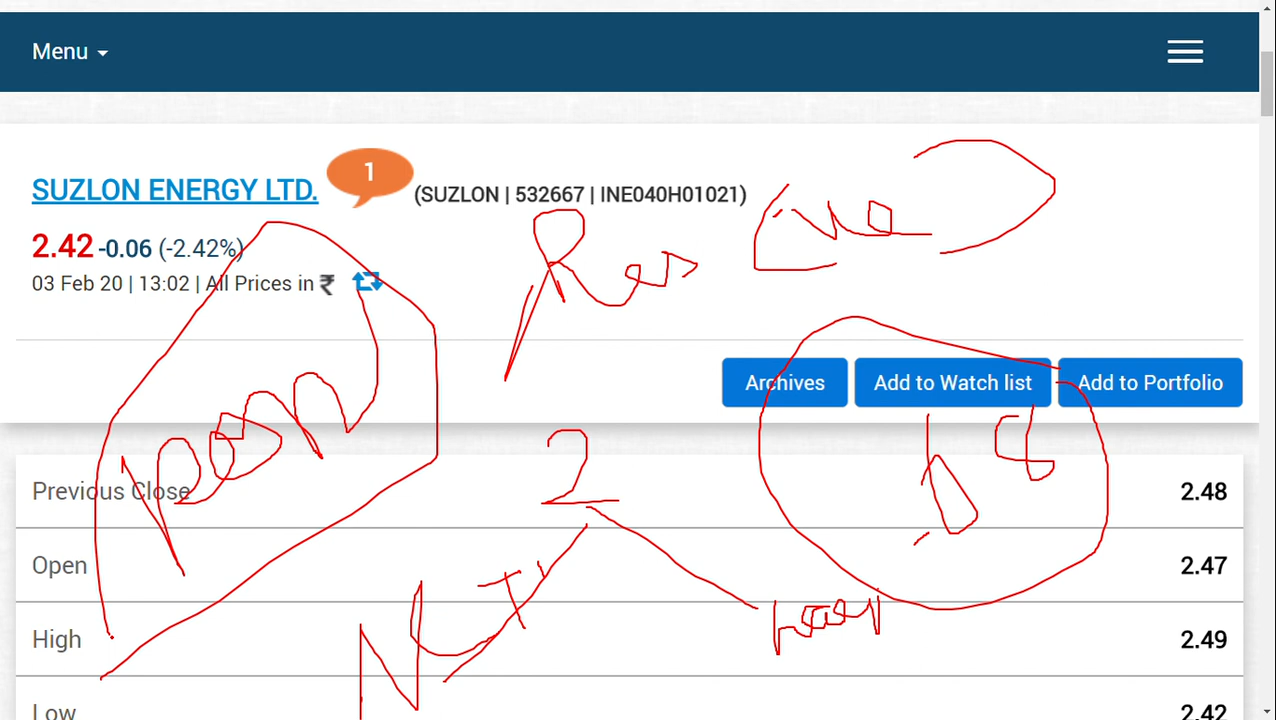 Menu
SUZLON ENERGY LTD.
1
(SUZLON | 532667 | INE040H01021)
2.42 -0.06 (-2.42%)
03 Feb 20 | 13:02 | All Prices in ₹
Archives
Add to Watch list
Add to Portfolio
2
Previous Close 2.48
Open 2.47
High 2.49
Low 2.42